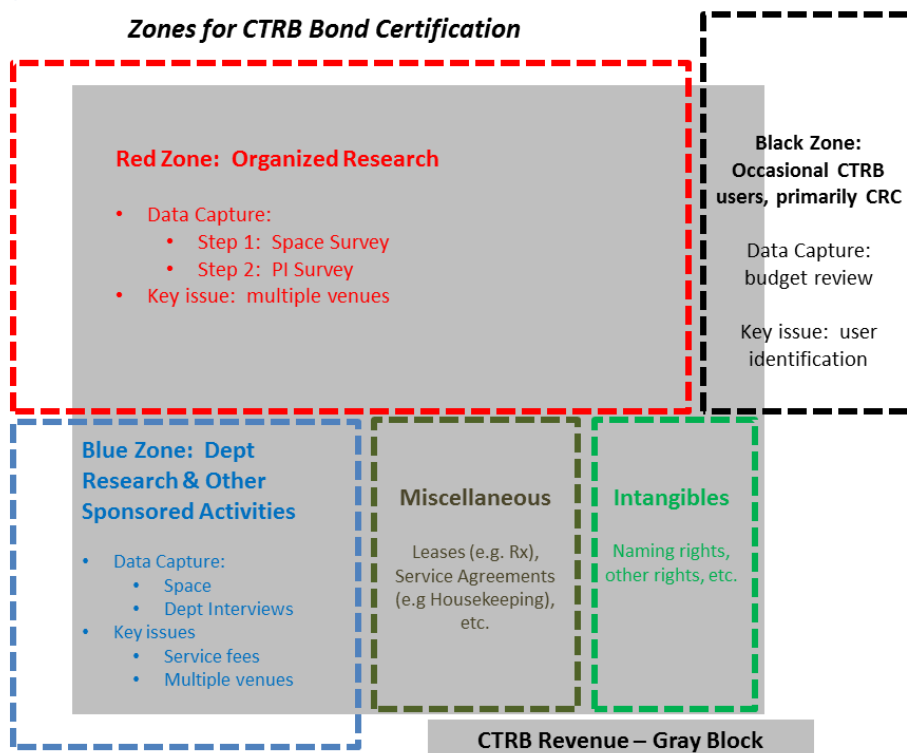 Zones for CTRB Bond Certification
Red Zone:  Organized Research
• Data Capture:
• Step 1:  Space Survey
• Step 2:  PI Survey
• Key issue:  multiple venues
Black Zone:
Occasional CTRB
users, primarily CRC
Data Capture:
budget review
Key issue:  user
identification
Blue Zone:  Dept
Research & Other
Sponsored Activities
• Data Capture:
• Space
• Dept Interviews
• Key issues
• Service fees
• Multiple venues
Miscellaneous
Leases (e.g. Rx),
Service Agreements
(e.g Housekeeping),
etc.
Intangibles
Naming rights,
other rights, etc.
CTRB Revenue – Gray Block